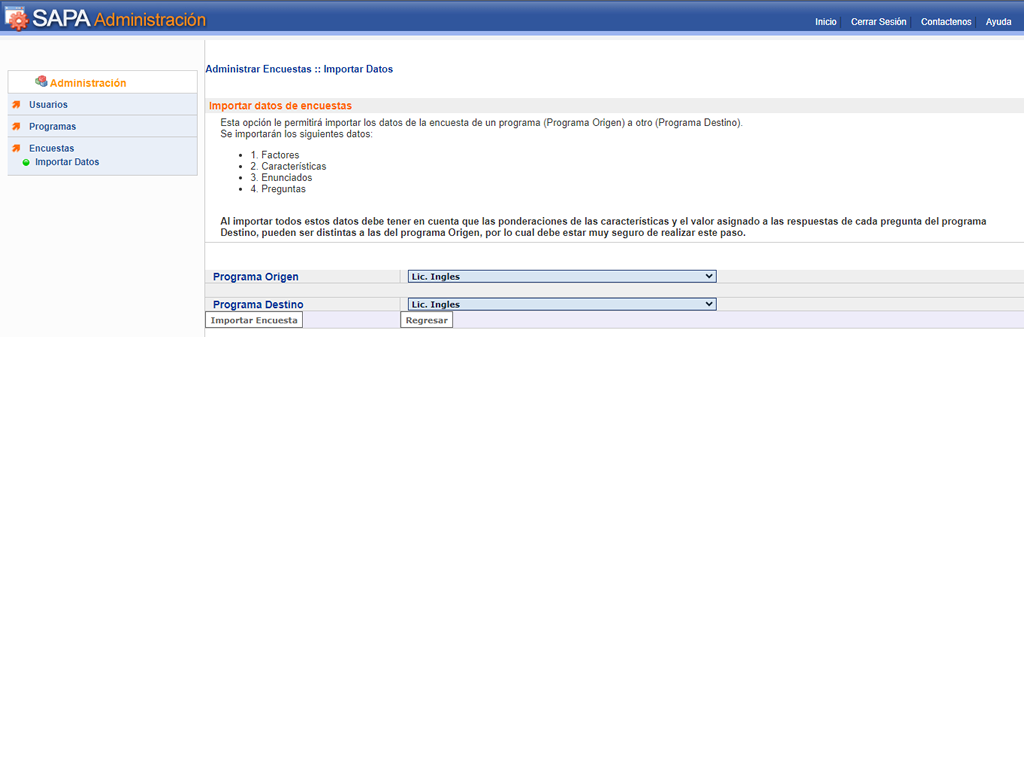 SAPA Administración
Inicio Cerrar Sesión Contactenos Ayuda
Administrar Encuestas :: Importar Datos
Administración
Usuarios
Programas
Encuestas
Importar Datos
Importar datos de encuestas
Esta opción le permitirá importar los datos de la encuesta de un programa (Programa Origen) a otro (Programa Destino).
Se importarán los siguientes datos:
1. Factores
2. Características
3. Enunciados
4. Preguntas
Al importar todos estos datos debe tener en cuenta que las ponderaciones de las características y el valor asignado a las respuestas de cada pregunta del programa
Destino, pueden ser distintas a las del programa Origen, por lo cual debe estar muy seguro de realizar este paso.
Programa Origen Lic. Ingles
Programa Destino Lic. Ingles
Importar Encuesta Regresar